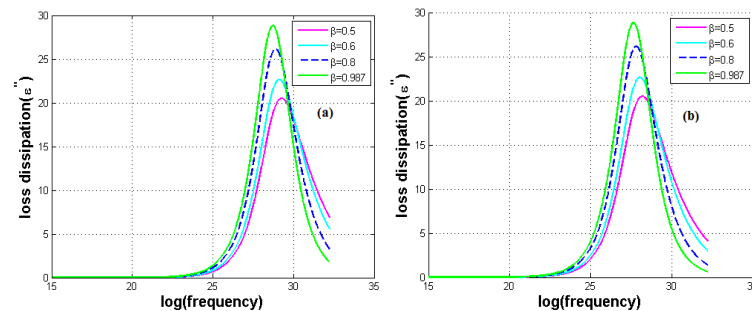 30
25
20
15
10
5
0
15 20 25 30 35
loss dissipation(ε'')
log(frequency)
β=0.5
β=0.6
β=0.8
β=0.987
(a)
30
25
20
15
10
5
0
15 20 25 30 35
loss dissipation(ε'')
log(frequency)
β=0.5
β=0.6
β=0.8
β=0.987
(b)